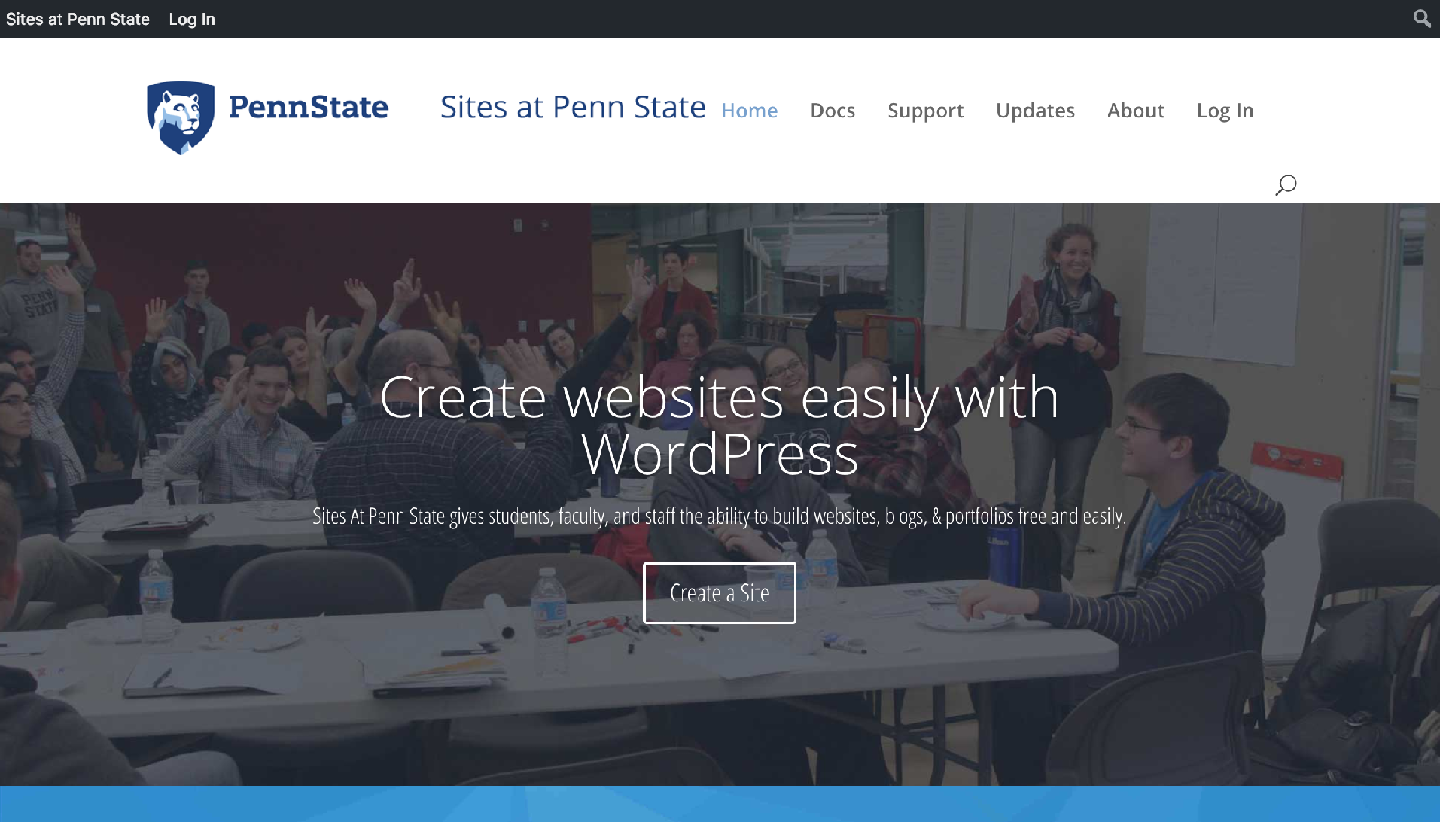 Sites at Penn State Log In
PennState
Sites at Penn State
Home Docs Support Updates About Log In
PENN
STATE
Create websites easily with
WordPress
Sites At Penn State gives students, faculty, and staff the ability to build websites, blogs, & portfolios free and easily.
Create a Site